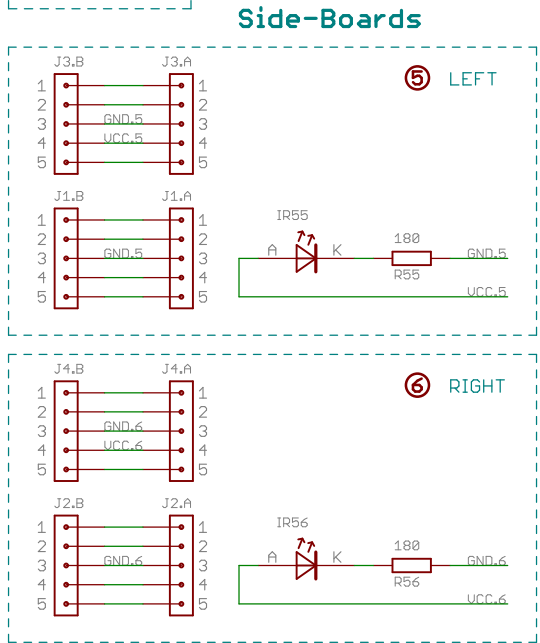 Side-Boards
J3.B J3.A
5 LEFT
1 1
2 2
3 GND.5 3
4 VCC.5 4
5 5
J1.B J1.A
IR55
1 1
2 2
180
3 GND.5 3
A K
GND.5
R55
4 4
5 5
VCC.5
J4.B J4.A
6 RIGHT
1 1
2 2
3 GND.6 3
4 VCC.6 4
5 5
J2.B J2.A
IR56
1 1
2 2
180
3 GND.6 3
A K
GND.6
R56
4 4
5 5
VCC.6